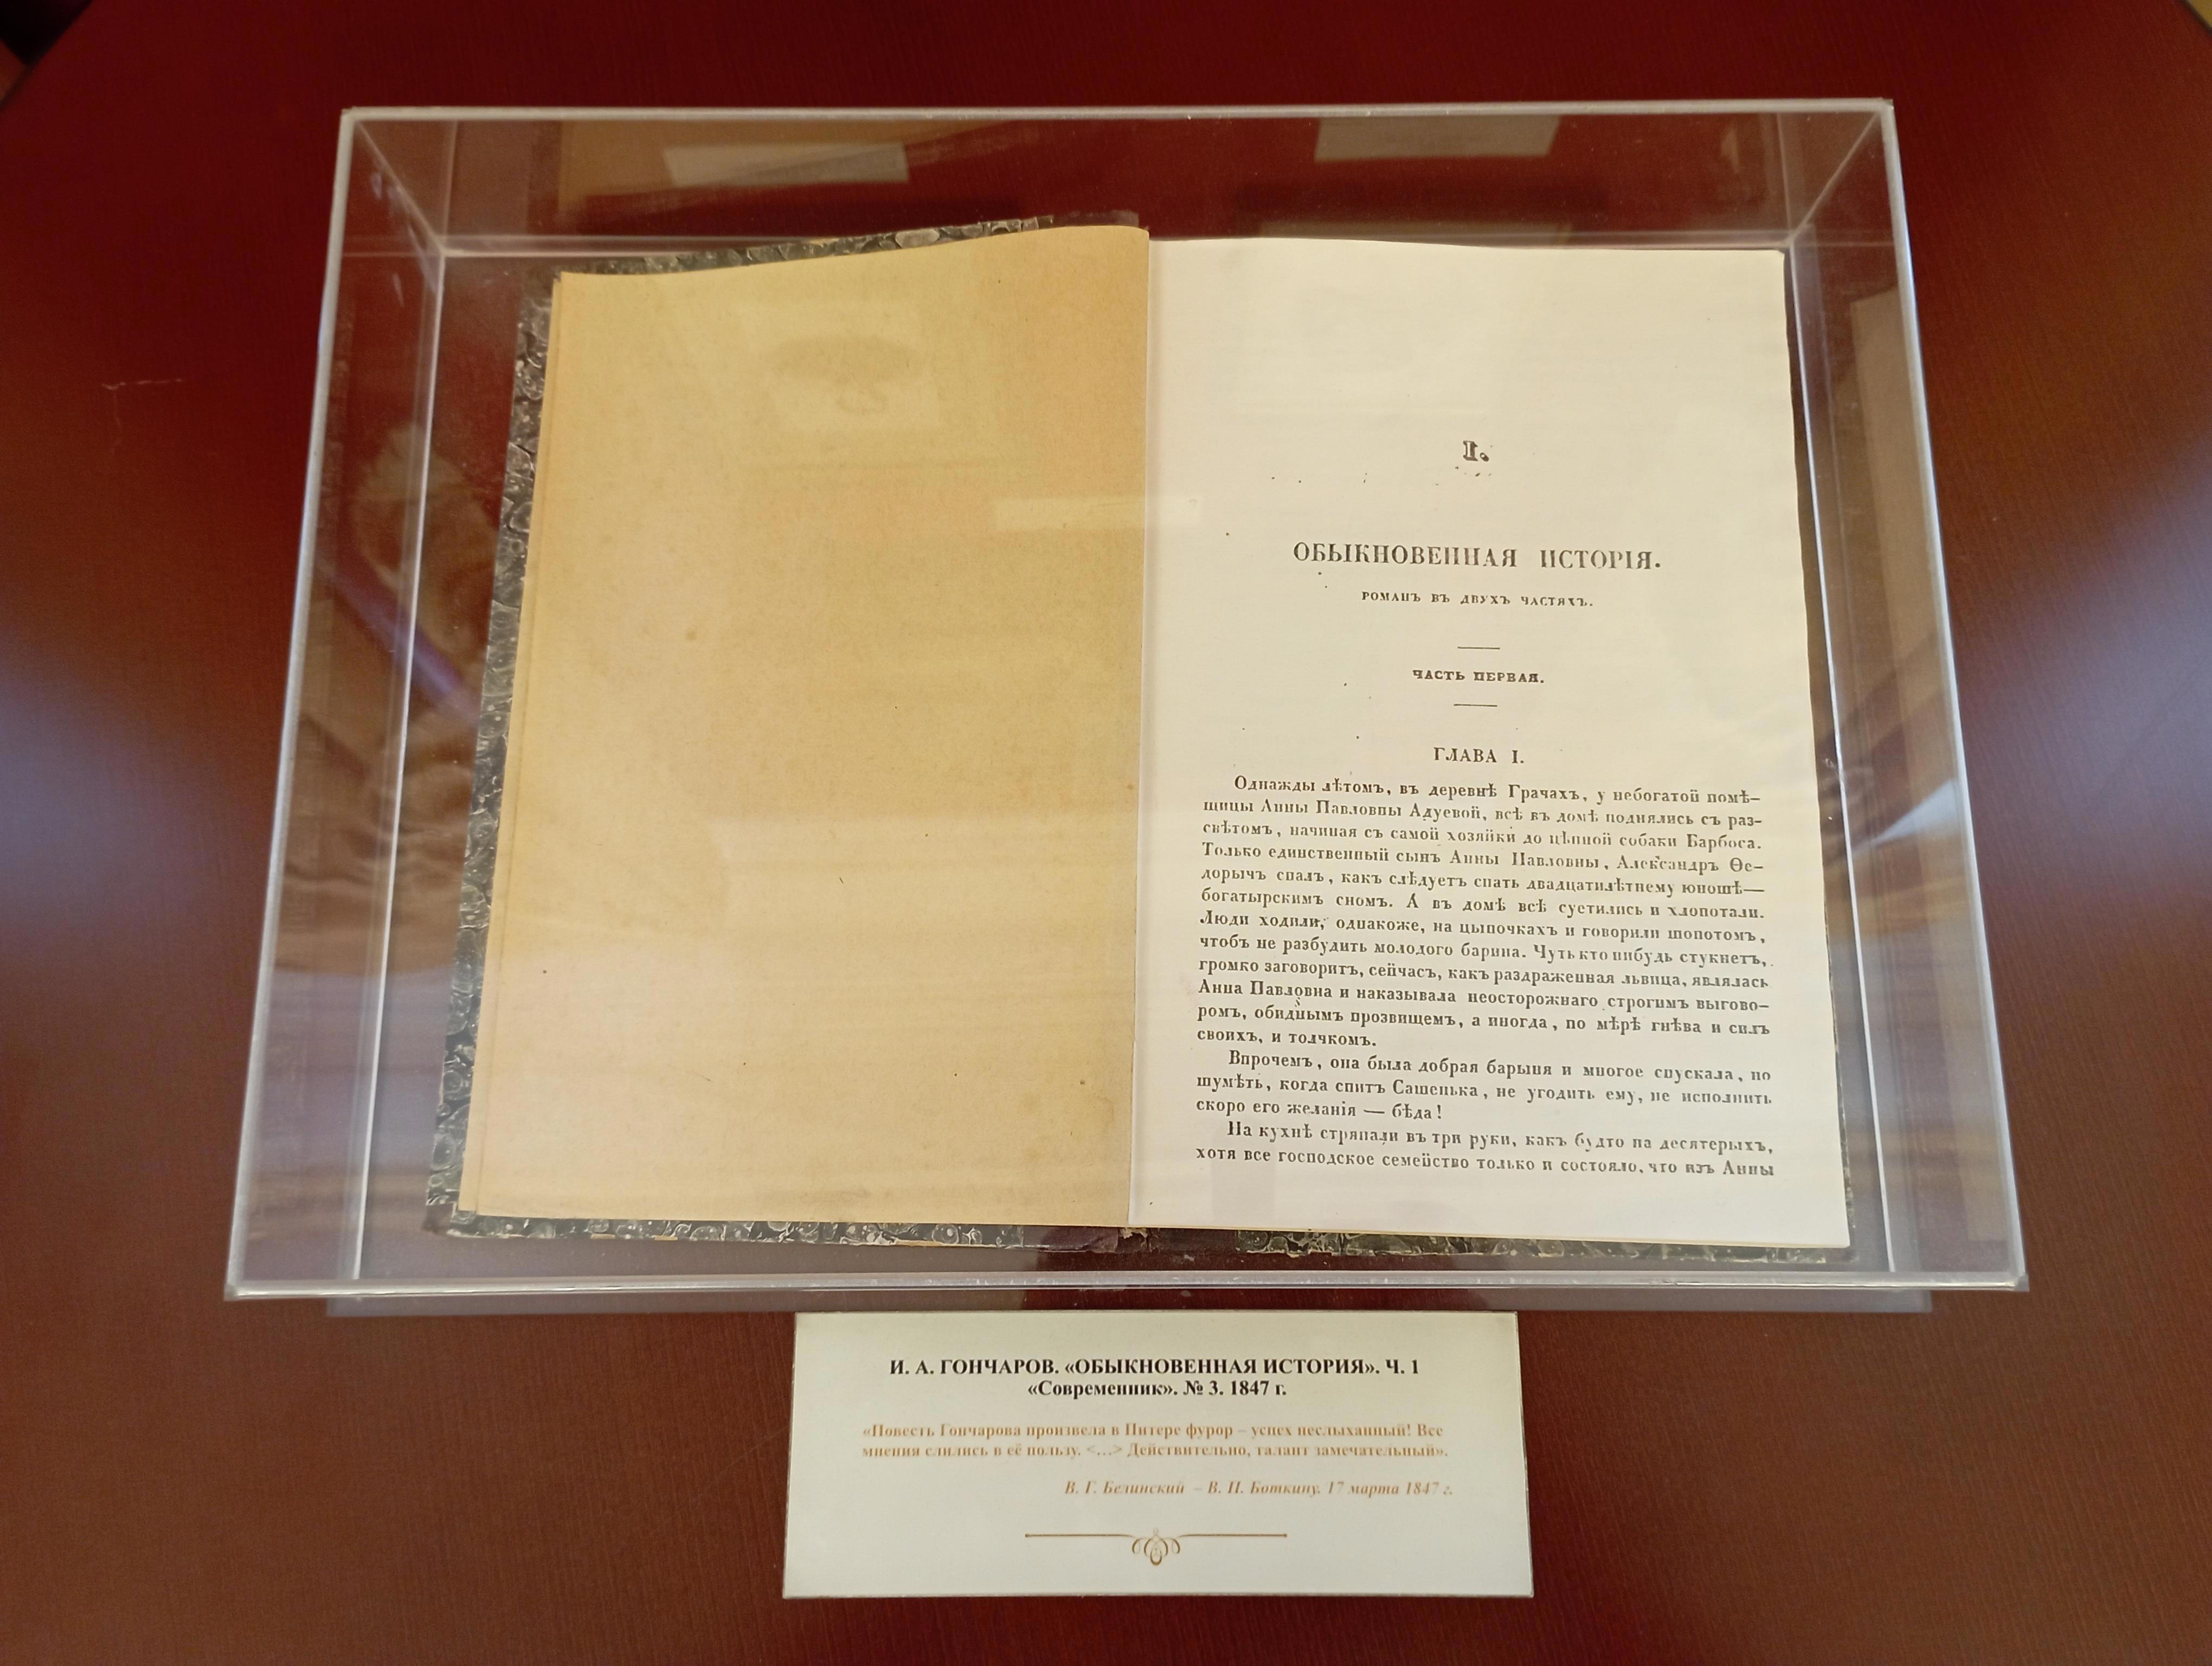 I.
ОБЫКНОВЕННАЯ ИСТОРІЯ.
РОМАНЪ ВЪ ДВУХЪ ЧАСТЯХЪ.
ЧАСТЬ ПЕРВАЯ.
ГЛАВА I.
Однажды лѣтомъ, въ деревнѣ Грачахъ, у небогатой помѣ–
щицы Анны Павловны Адуевой, всѣ въ домѣ поднялись съ раз–
свѣтомъ, начиная съ самой хозяйки до цѣпной собаки Барбоса.
Только единственный сынъ Анны Павловны, Александръ Ѳе–
дорычъ спалъ, какъ слѣдуетъ спать двадцатилѣтнему юношѣ—
богатырскимъ сномъ. А въ домѣ всѣ суетились и хлопотали.
Люди ходили, однакоже, на цыпочкахъ и говорили шопотомъ,
чтобъ не разбудить молодого барина. Чуть кто нибудь стукнетъ,
громко заговоритъ, сейчасъ, какъ раздраженная львица, являлась
Анна Павловна и наказывала неосторожнаго строгимъ выгово–
ромъ, обиднымъ прозвищемъ, а иногда, по мѣрѣ гнѣва и силъ
своихъ, и толчкомъ.
Впрочемъ, она была добрая барыня и многое спускала, но
шумѣть, когда спитъ Сашенька, не угодить ему, не исполнить
скоро его желанія — бѣда!
На кухнѣ стряпали въ три руки, какъ будто на десятерыхъ,
хотя все господское семейство только и состояло, что изъ Анны
И. А. ГОНЧАРОВ. «ОБЫКНОВЕННАЯ ИСТОРИЯ». Ч. 1
«Современник». № 3. 1847 г.
«Повесть Гончарова произвела в Питере фурор – успех неслыханный! Все
мнения слились в её пользу. <...> Действительно, талант замечательный».
В. Г. Белинский – В. П. Боткину. 17 марта 1847 г.